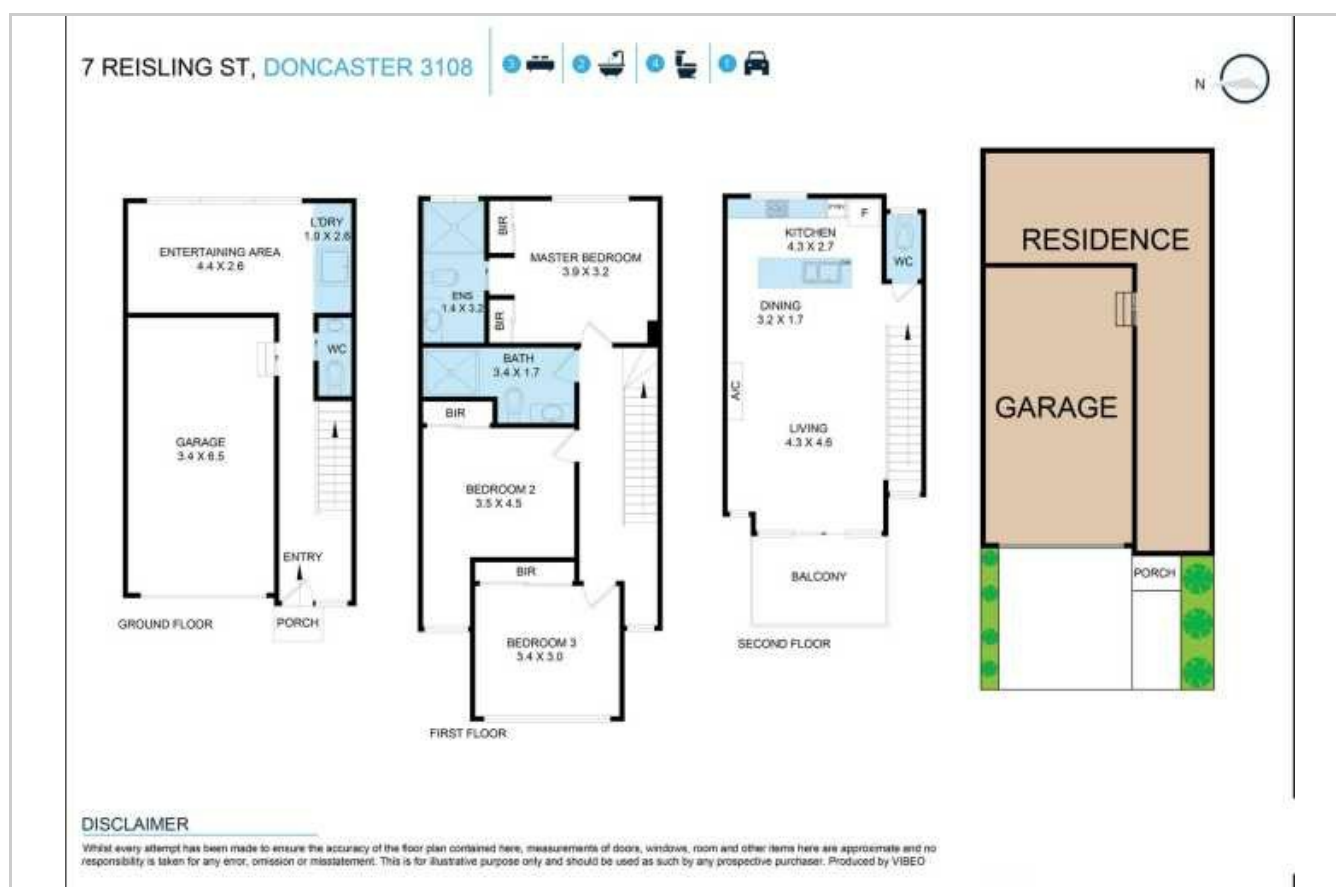 7 REISLING ST, DONCASTER 3108
3
2
4
1
N
ENTERTAINING AREA
4.4 X 2.6
L'DRY
1.0 X 2.6
WC
GARAGE
3.4 X 6.5
ENTRY
PORCH
GROUND FLOOR
BIR
MASTER BEDROOM
3.9 X 3.2
ENS
1.4 X 3.2
BIR
BATH
3.4 X 1.7
BIR
BEDROOM 2
3.5 X 4.5
BIR
BEDROOM 3
3.4 X 3.0
FIRST FLOOR
F
KITCHEN
4.3 X 2.7
WC
DINING
3.2 X 1.7
A/C
LIVING
4.3 X 4.6
BALCONY
SECOND FLOOR
RESIDENCE
GARAGE
PORCH
DISCLAIMER
Whilst every attempt has been made to ensure the accuracy of the floor plan contained here, measurements of doors, windows, room and other items here are approximate and no
responsibility is taken for any error, omission or misstatement. This is for illustrative purpose only and should be used as such by any prospective purchaser. Produced by VIBEO